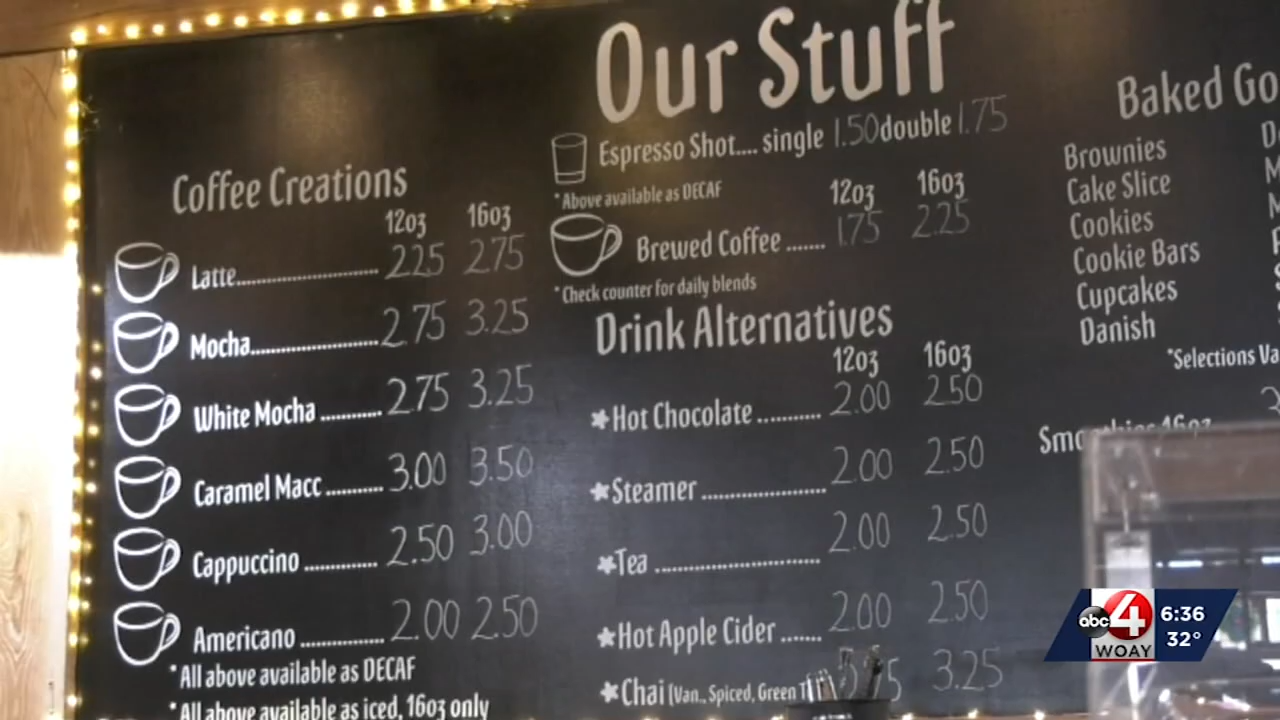 Our Stuff
Espresso Shot.... single 1.50 double 1.75
*Above available as DECAF
12oz 16oz
Brewed Coffee ....... 1.75 2.25
*Check counter for daily blends
Coffee Creations
12oz 16oz
Latte.............................. 2.25 2.75
Mocha........................... 2.75 3.25
White Mocha ............ 2.75 3.25
Caramel Macc ........... 3.00 3.50
Cappuccino .............. 2.50 3.00
Americano ................ 2.00 2.50
*All above available as DECAF
*All above available as iced, 16oz only
Drink Alternatives
12oz 16oz
*Hot Chocolate ........... 2.00 2.50
*Steamer ..................... 2.00 2.50
*Tea ............................ 2.00 2.50
*Hot Apple Cider ....... 2.00 2.50
*Chai (Van., Spiced, Green 3.25
Baked Go
Brownies
Cake Slice
Cookies
Cookie Bars
Cupcakes
Danish
*Selections Va
16oz
abc 4 6:36
WOAY 32°